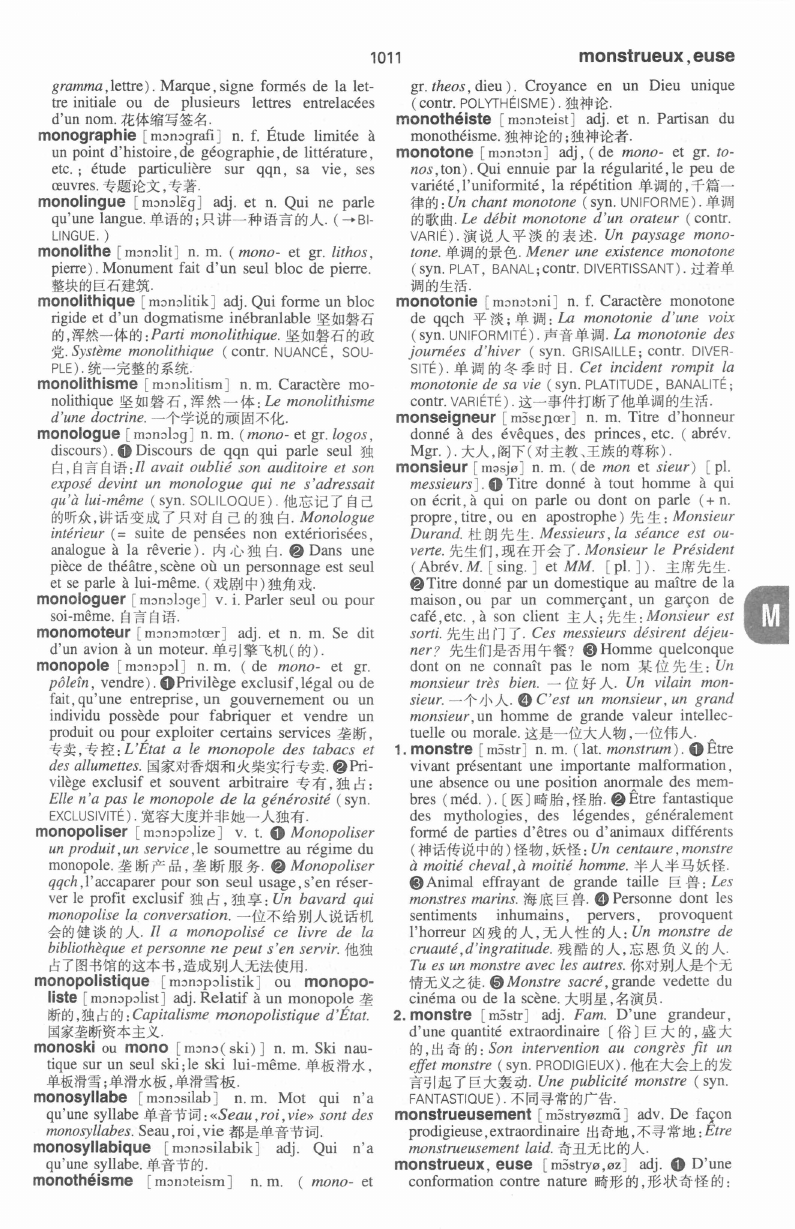 1011
monstrueux, euse
gramma, lettre). Marque, signe formés de la let-
tre initiale ou de plusieurs lettres entrelacées
d'un nom. 花体缩写签名.
monographie [mɔnɔgrafi] n. f. Étude limitée à
un point d'histoire, de géographie, de littérature,
etc. ; étude particulière sur qqn, sa vie, ses
œuvres. 专题论文,专著.
monolingue [mɔnɔlɛ̃g] adj. et n. Qui ne parle
qu'une langue. 单语的;只讲一种语言的人. (→BI-
LINGUE. )
monolithe [mɔnɔlit] n. m. ( mono- et gr. lithos,
pierre). Monument fait d'un seul bloc de pierre.
整块的巨石建筑.
monolithique [mɔnɔlitik] adj. Qui forme un bloc
rigide et d'un dogmatisme inébranlable 坚如磐石
的,浑然一体的: Parti monolithique. 坚如磐石的政
党. Système monolithique ( contr. NUANCÉ, SOU-
PLE). 统一完整的系统.
monolithisme [mɔnɔlitism] n. m. Caractère mo-
nolithique 坚如磐石,浑然一体: Le monolithisme
d'une doctrine. 一个学说的顽固不化.
monologue [mɔnɔlɔg] n. m. ( mono- et gr. logos,
discours). ❶ Discours de qqn qui parle seul 独
白,自言自语: Il avait oublié son auditoire et son
exposé devint un monologue qui ne s'adressait
qu'à lui-même ( syn. SOLILOQUE) . 他忘记了自己
的听众,讲话变成了只对自己的独白. Monologue
intérieur (= suite de pensées non extériorisées,
analogue à la rêverie). 内心独白. ❷ Dans une
pièce de théâtre, scène où un personnage est seul
et se parle à lui-même. (戏剧中)独角戏.
monologuer [mɔnɔlɔge] v. i. Parler seul ou pour
soi-même. 自言自语.
monomoteur [mɔnɔmɔtœr] adj. et n. m. Se dit
d'un avion à un moteur. 单引擎飞机(的).
monopole [mɔnɔpɔl] n. m. ( de mono- et gr.
pôleîn, vendre). ❶Privilège exclusif, légal ou de
fait, qu'une entreprise, un gouvernement ou un
individu possède pour fabriquer et vendre un
produit ou pour exploiter certains services 垄断,
专卖,专控: L'État a le monopole des tabacs et
des allumettes. 国家对香烟和火柴实行专卖. ❷Pri-
vilège exclusif et souvent arbitraire 专有,独占:
Elle n'a pas le monopole de la générosité ( syn.
EXCLUSIVITÉ) . 宽容大度并非她一人独有.
monopoliser [mɔnɔpɔlize] v. t. ❶ Monopoliser
un produit, un service, le soumettre au régime du
monopole. 垄断产品,垄断服务. ❷ Monopoliser
qqch, l'accaparer pour son seul usage, s'en réser-
ver le profit exclusif 独占,独享: Un bavard qui
monopolise la conversation. 一位不给别人说话机
会的健谈的人. Il a monopolisé ce livre de la
bibliothèque et personne ne peut s'en servir. 他独
占了图书馆的这本书,造成别人无法使用.
monopolistique [mɔnɔpɔlistik] ou monopo-
liste [mɔnɔpɔlist] adj. Relatif à un monopole 垄
断的,独占的: Capitalisme monopolistique d'État.
国家垄断资本主义.
monoski ou mono [mɔnɔ( ski) ] n. m. Ski nau-
tique sur un seul ski; le ski lui-même. 单板滑水,
单板滑雪;单滑水板,单滑雪板.
monosyllabe [mɔnɔsilab] n. m. Mot qui n'a
qu'une syllabe 单音节词: «Seau, roi, vie» sont des
monosyllabes. Seau, roi, vie 都是单音节词.
monosyllabique [mɔnɔsilabik] adj. Qui n'a
qu'une syllabe. 单音节的.
monothéisme [mɔnɔteism] n. m. ( mono- et
gr. theos, dieu ). Croyance en un Dieu unique
( contr. POLYTHÉISME) . 独神论.
monothéiste [mɔnɔteist] adj. et n. Partisan du
monothéisme. 独神论的;独神论者.
monotone [mɔnɔtɔn] adj, ( de mono- et gr. to-
nos, ton). Qui ennuie par la régularité, le peu de
variété, l'uniformité, la répétition 单调的,千篇一
律的: Un chant monotone ( syn. UNIFORME) . 单调
的歌曲. Le débit monotone d'un orateur ( contr.
VARIÉ) . 演说人平淡的表述. Un paysage mono-
tone. 单调的景色. Mener une existence monotone
( syn. PLAT, BANAL; contr. DIVERTISSANT) . 过着单
调的生活.
monotonie [mɔnɔtɔni] n. f. Caractère monotone
de qqch 平淡;单调: La monotonie d'une voix
( syn. UNIFORMITÉ) . 声音单调. La monotonie des
journées d'hiver ( syn. GRISAILLE; contr. DIVER-
SITÉ) . 单调的冬季时日. Cet incident rompit la
monotonie de sa vie ( syn. PLATITUDE, BANALITÉ;
contr. VARIÉTÉ) . 这一事件打断了他单调的生活.
monseigneur [mɔ̃sɛɲœr] n. m. Titre d'honneur
donné à des évêques, des princes, etc. ( abrév.
Mgr. ). 大人,阁下(对主教、王族的尊称).
monsieur [məsjø] n. m. ( de mon et sieur) [ pl.
messieurs] . ❶ Titre donné à tout homme à qui
on écrit, à qui on parle ou dont on parle (+ n.
propre, titre, ou en apostrophe) 先生: Monsieur
Durand. 杜朗先生. Messieurs, la séance est ou-
verte. 先生们,现在开会了. Monsieur le Président
( Abrév. M. [ sing. ] et MM. [ pl. ]). 主席先生.
❷Titre donné par un domestique au maître de la
maison, ou par un commerçant, un garçon de
café, etc. , à son client 主人;先生: Monsieur est
sorti. 先生出门了. Ces messieurs désirent déjeu-
ner? 先生们是否用午餐? ❸ Homme quelconque
dont on ne connaît pas le nom 某位先生: Un
monsieur très bien. 一位好人. Un vilain mon-
sieur. 一个小人. ❹ C'est un monsieur, un grand
monsieur, un homme de grande valeur intellec-
tuelle ou morale. 这是一位大人物,一位伟人.
1. monstre [mɔ̃str] n. m. ( lat. monstrum). ❶ Être
vivant présentant une importante malformation,
une absence ou une position anormale des mem-
bres ( méd. ). [医]畸胎,怪胎. ❷Être fantastique
des mythologies, des légendes, généralement
formé de parties d'êtres ou d'animaux différents
(神话传说中的)怪物,妖怪: Un centaure, monstre
à moitié cheval, à moitié homme. 半人半马妖怪.
❸Animal effrayant de grande taille 巨兽: Les
monstres marins. 海底巨兽. ❹ Personne dont les
sentiments inhumains, pervers, provoquent
l'horreur 凶残的人,无人性的人: Un monstre de
cruauté, d'ingratitude. 残酷的人,忘恩负义的人.
Tu es un monstre avec les autres. 你对别人是个无
情无义之徒. ❺ Monstre sacré, grande vedette du
cinéma ou de la scène. 大明星,名演员.
2. monstre [mɔ̃str] adj. Fam. D'une grandeur,
d'une quantité extraordinaire 〔俗〕巨大的,盛大
的,出奇的: Son intervention au congrès fit un
effet monstre ( syn. PRODIGIEUX) . 他在大会上的发
言引起了巨大轰动. Une publicité monstre ( syn.
FANTASTIQUE) . 不同寻常的广告.
monstrueusement [mɔ̃stryøzmɑ̃] adv. De façon
prodigieuse, extraordinaire 出奇地,不寻常地: Être
monstrueusement laid. 奇丑无比的人.
monstrueux, euse [mɔ̃stryø, øz] adj. ❶ D'une
conformation contre nature 畸形的,形状奇怪的:
M